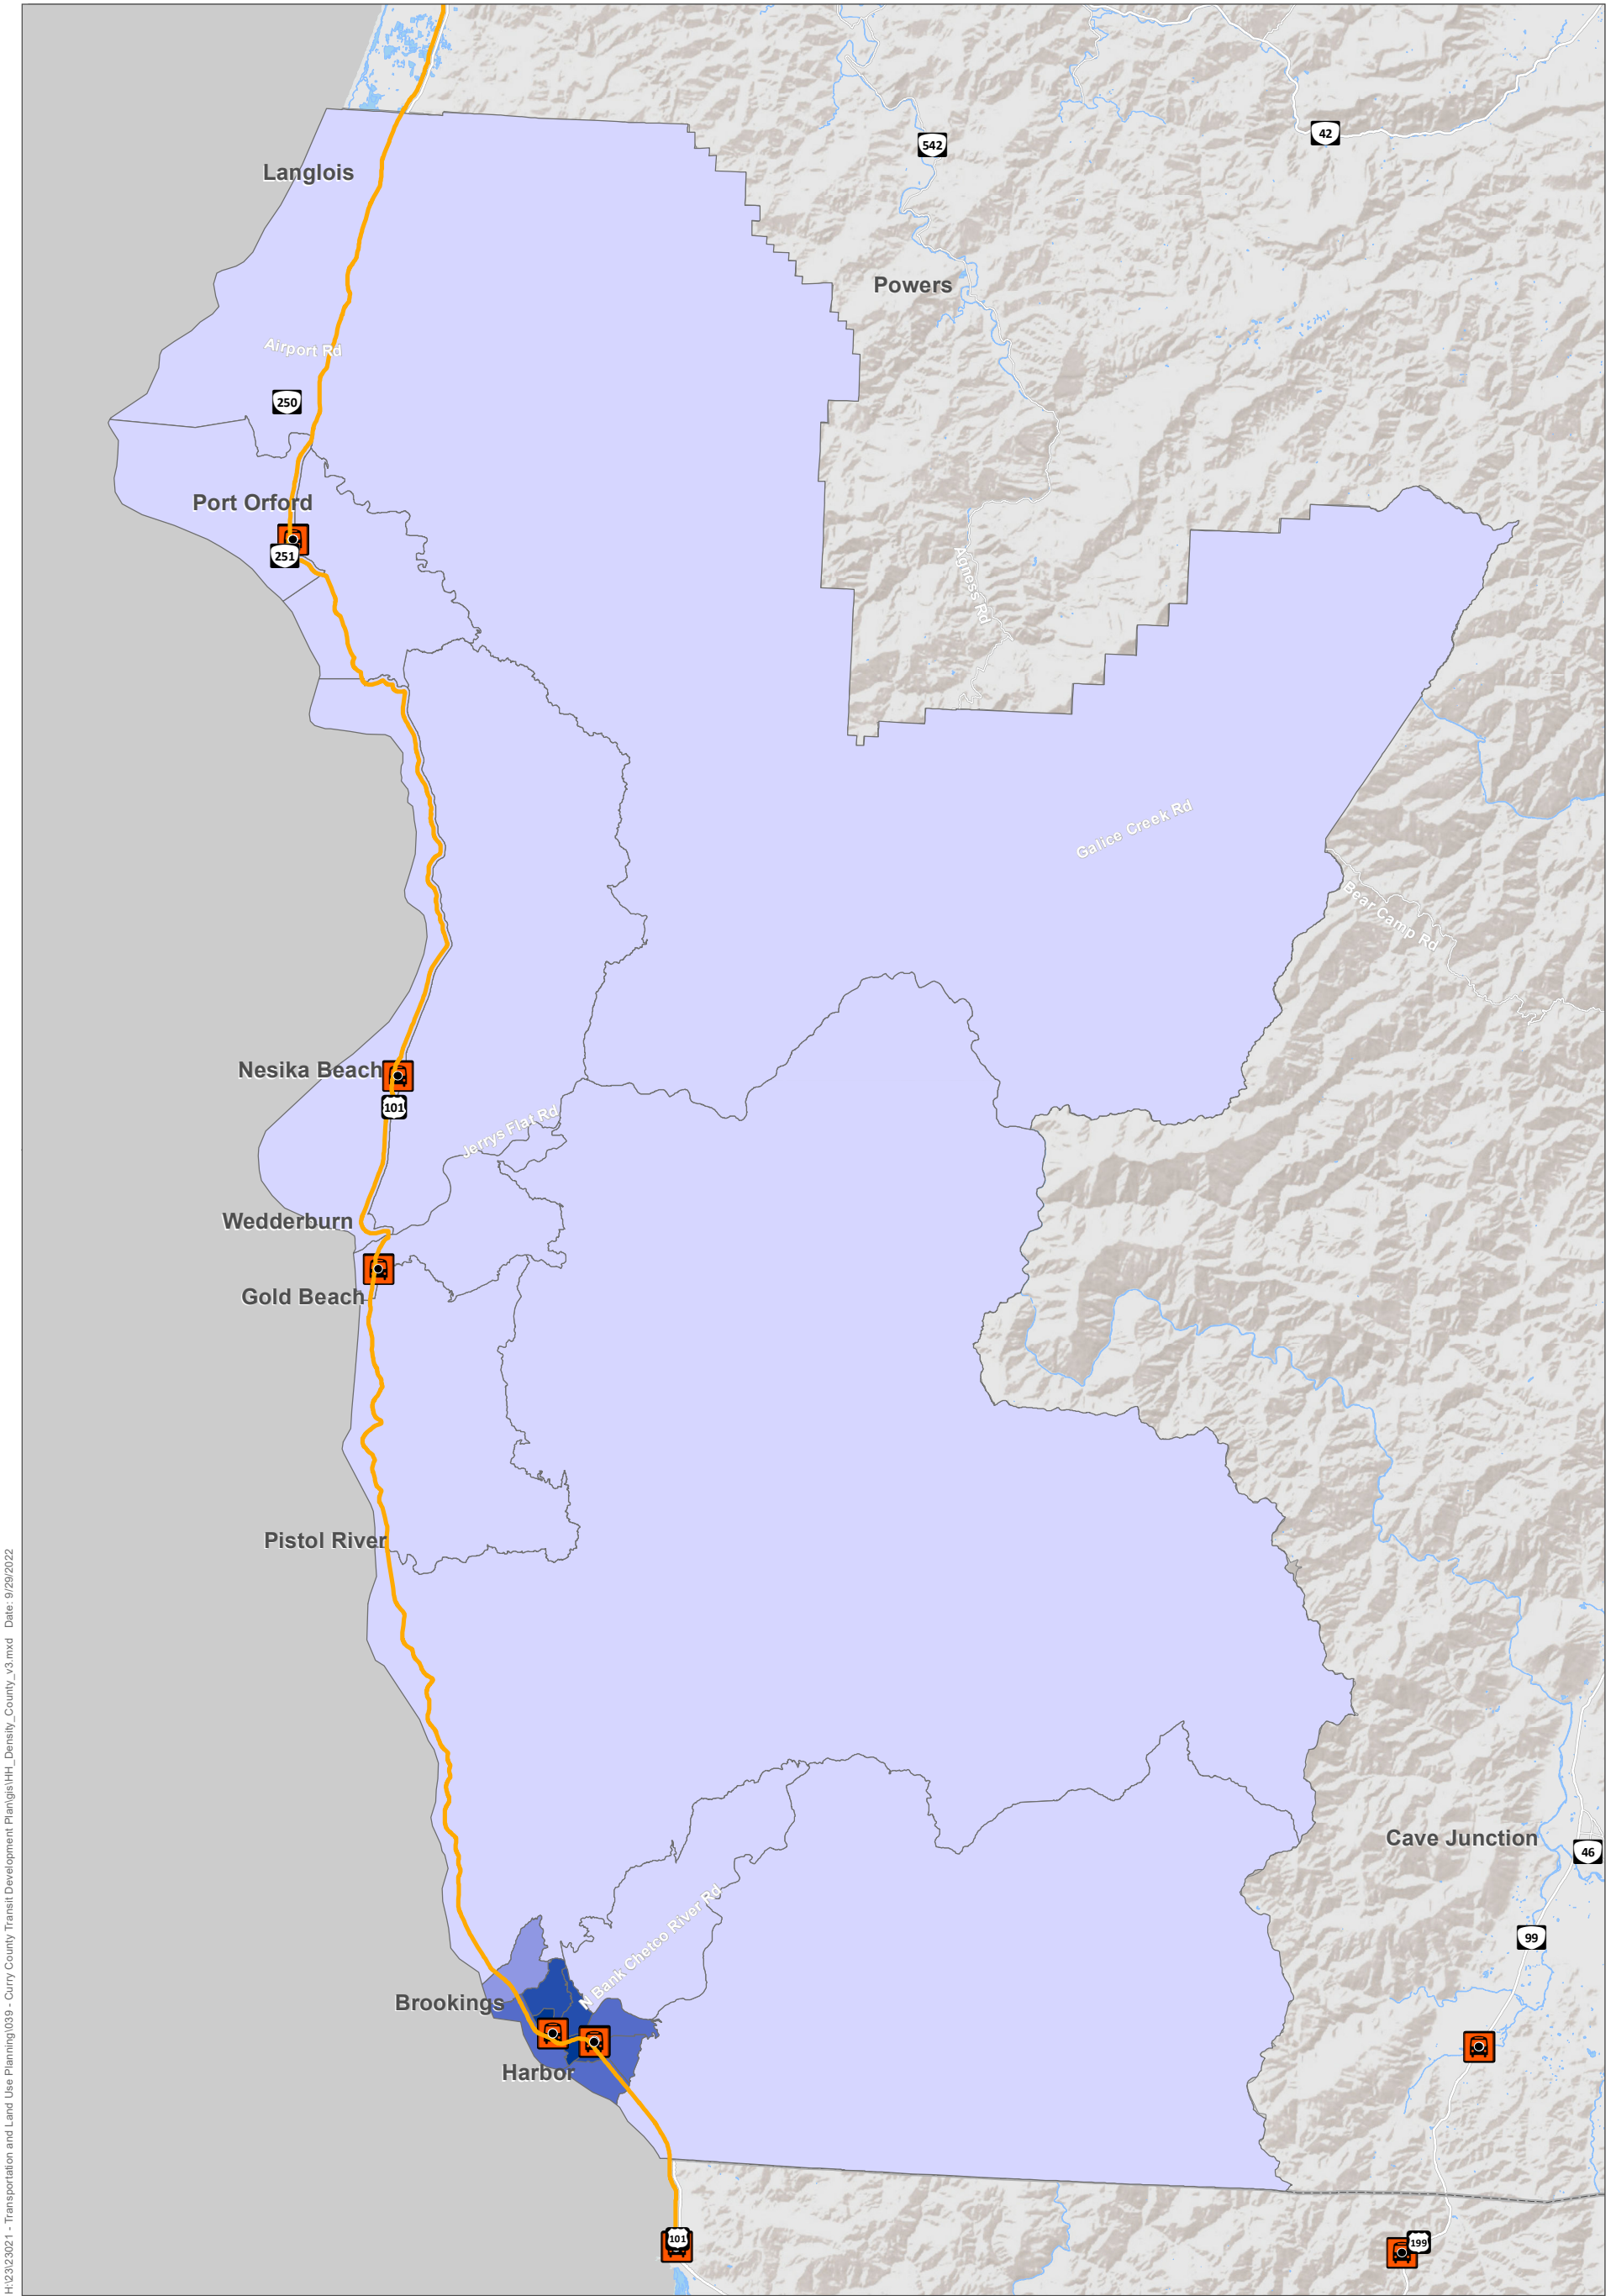 42
542
Langlois
Powers
Airport Rd
250
Port Orford
251
Agness Rd
Galice Creek Rd
Bear Camp Rd
Nesika Beach
101
Jerrys Flat Rd
Wedderburn
Gold Beach
Pistol River
Cave Junction
46
N Bank Chetco River Rd
99
Brookings
Harbor
101
199
H:\23\23021 - Transportation and Land Use Planning\039 - Curry County Transit Development Plan\gis\HH_Density_County_v3.mxd Date: 9/29/2022